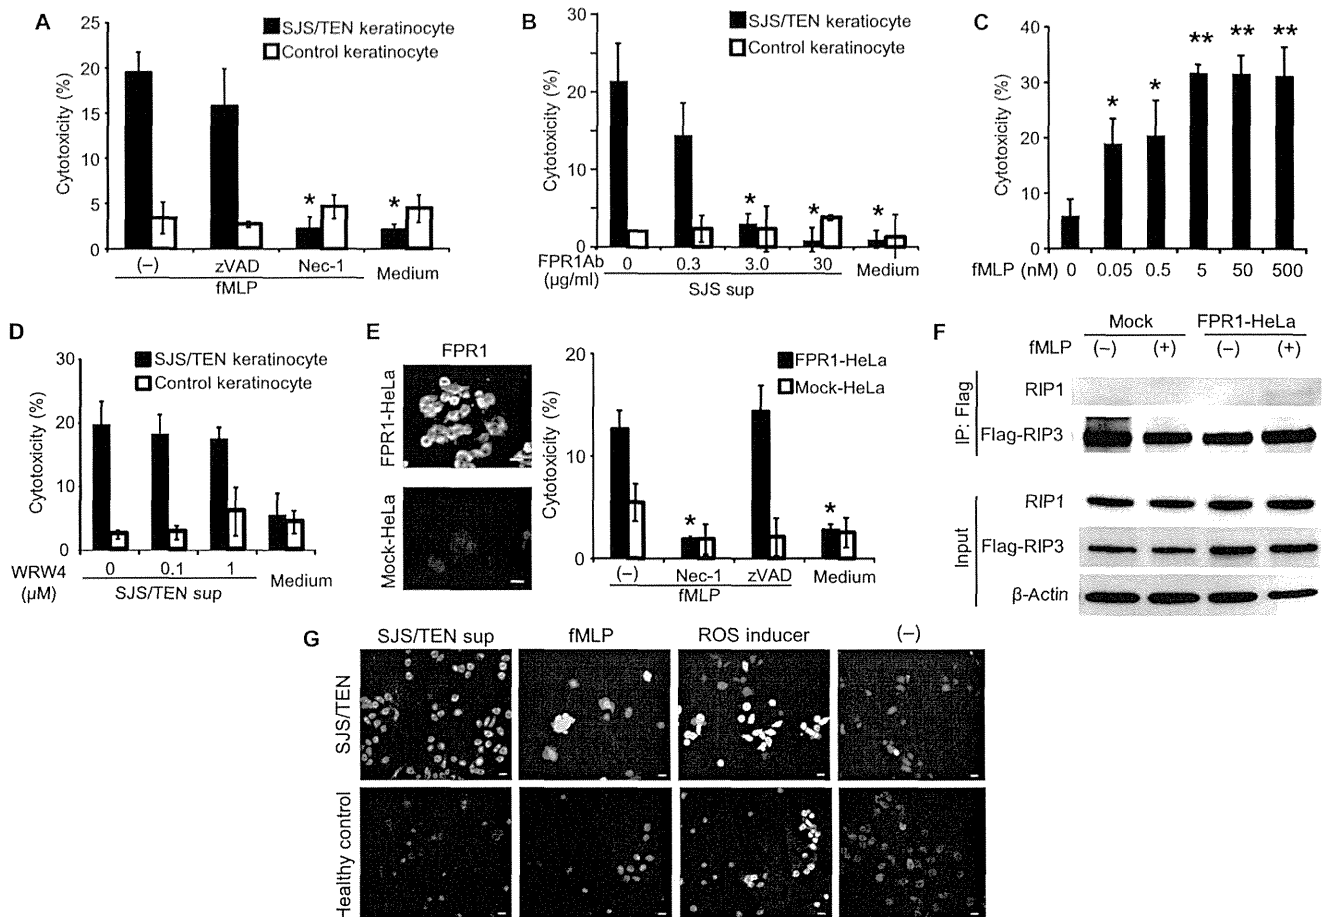 A
Cytotoxicity (%)
25
20
15
10
5
0
SJS/TEN keratinocyte
Control keratinocyte
*
*
(–) zVAD Nec-1 Medium
fMLP
B
Cytotoxicity (%)
30
20
10
0
SJS/TEN keratinocyte
Control keratinocyte
*
*
*
FPR1Ab (µg/ml)
0 0.3 3.0 30 Medium
SJS sup
C
Cytotoxicity (%)
40
30
20
10
0
*
*
**
**
**
fMLP (nM) 0 0.05 0.5 5 50 500
D
Cytotoxicity (%)
30
20
10
0
SJS/TEN keratinocyte
Control keratinocyte
WRW4 (µM)
0 0.1 1 Medium
SJS/TEN sup
E
FPR1
FPR1-HeLa
Mock-HeLa
Cytotoxicity (%)
20
10
0
FPR1-HeLa
Mock-HeLa
*
*
(–) Nec-1 zVAD Medium
fMLP
F
Mock FPR1-HeLa
fMLP (–) (+) (–) (+)
IP: Flag
RIP1
Flag-RIP3
Input
RIP1
Flag-RIP3
β-Actin
G
SJS/TEN sup fMLP ROS inducer (–)
SJS/TEN
Healthy control